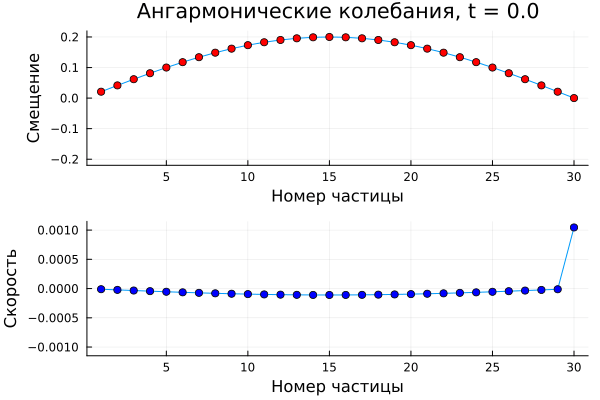 Ангармонические колебания, t = 0.0
Смещение
0.2
0.1
0.0
−0.1
−0.2
5 10 15 20 25 30
Номер частицы
Скорость
0.0010
0.0005
0.0000
−0.0005
−0.0010
5 10 15 20 25 30
Номер частицы